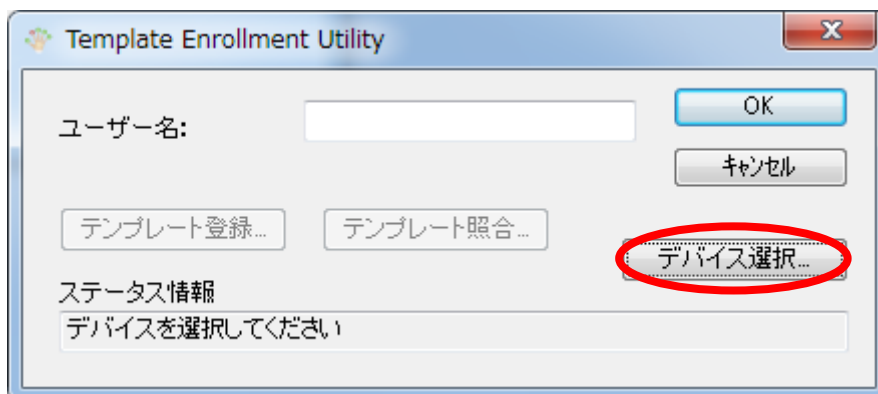 Template Enrollment Utility
ユーザー名:
OK
キャンセル
テンプレート登録...
テンプレート照合...
デバイス選択...
ステータス情報
デバイスを選択してください